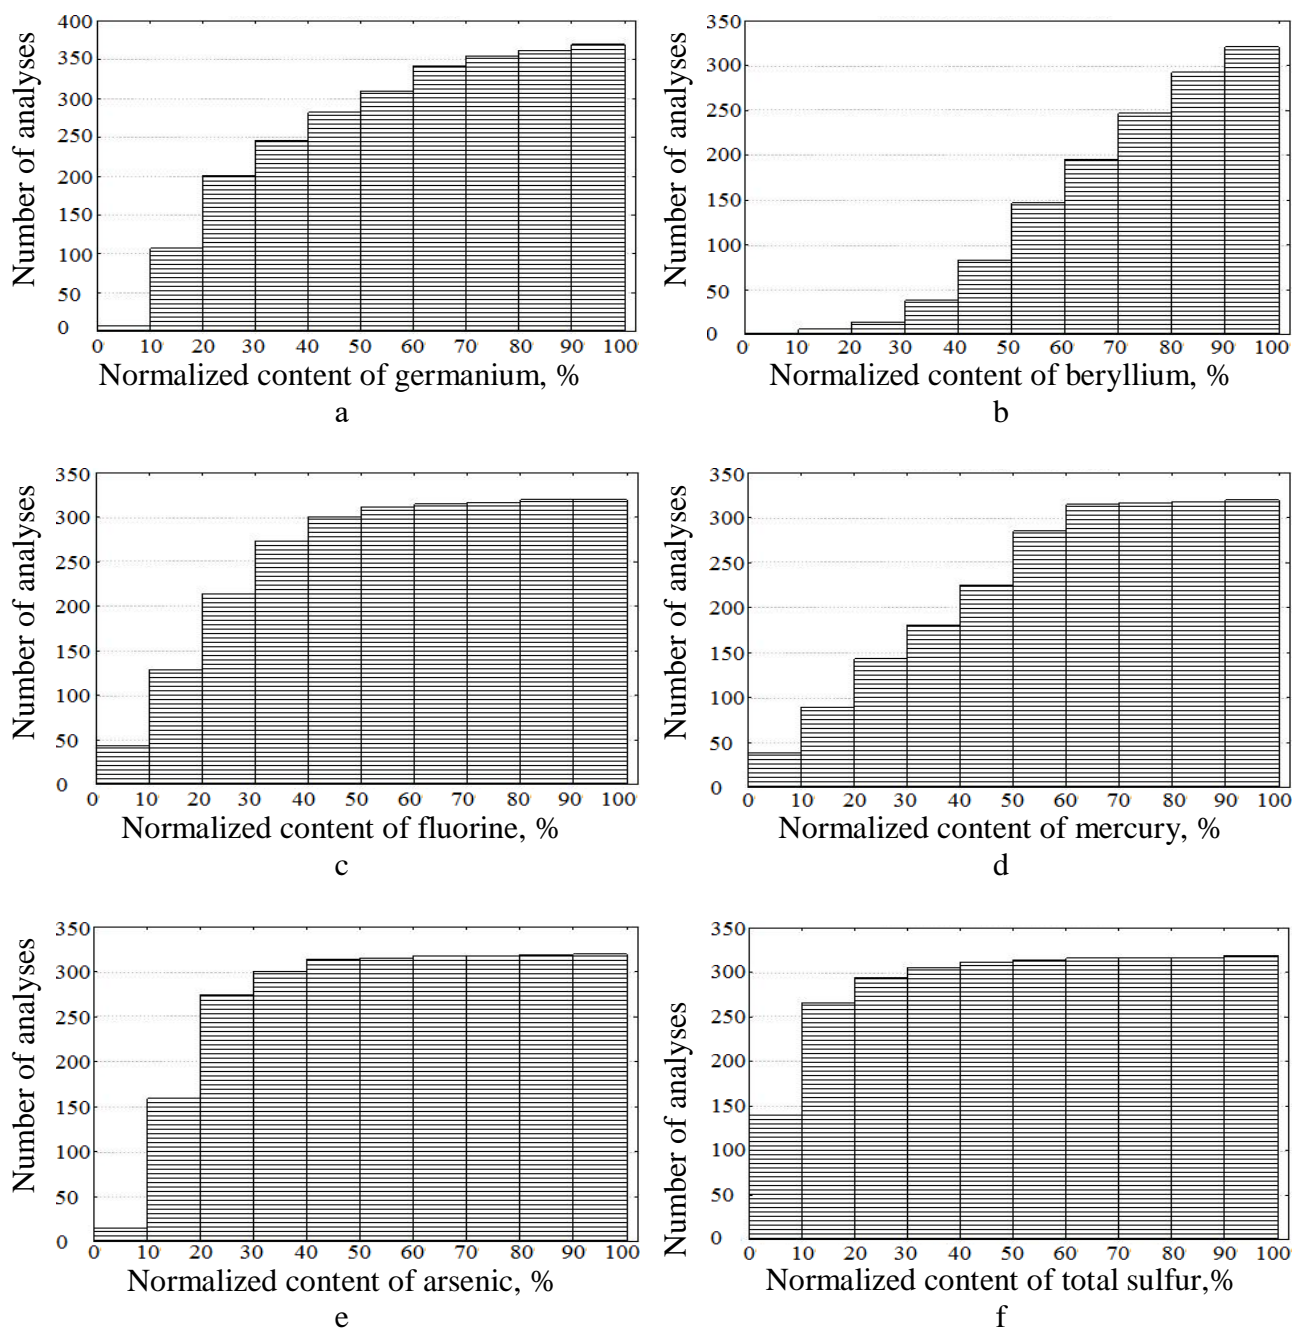 Number of analyses
400
350
300
250
200
150
100
50
0
0 10 20 30 40 50 60 70 80 90 100
Normalized content of germanium, %
a
Number of analyses
350
300
250
200
150
100
50
0
0 10 20 30 40 50 60 70 80 90 100
Normalized content of beryllium, %
b
Number of analyses
350
300
250
200
150
100
50
0
0 10 20 30 40 50 60 70 80 90 100
Normalized content of fluorine, %
c
Number of analyses
350
300
250
200
150
100
50
0
0 10 20 30 40 50 60 70 80 90 100
Normalized content of mercury, %
d
Number of analyses
350
300
250
200
150
100
50
0
0 10 20 30 40 50 60 70 80 90 100
Normalized content of arsenic, %
e
Number of analyses
350
300
250
200
150
100
50
0
0 10 20 30 40 50 60 70 80 90 100
Normalized content of total sulfur,%
f